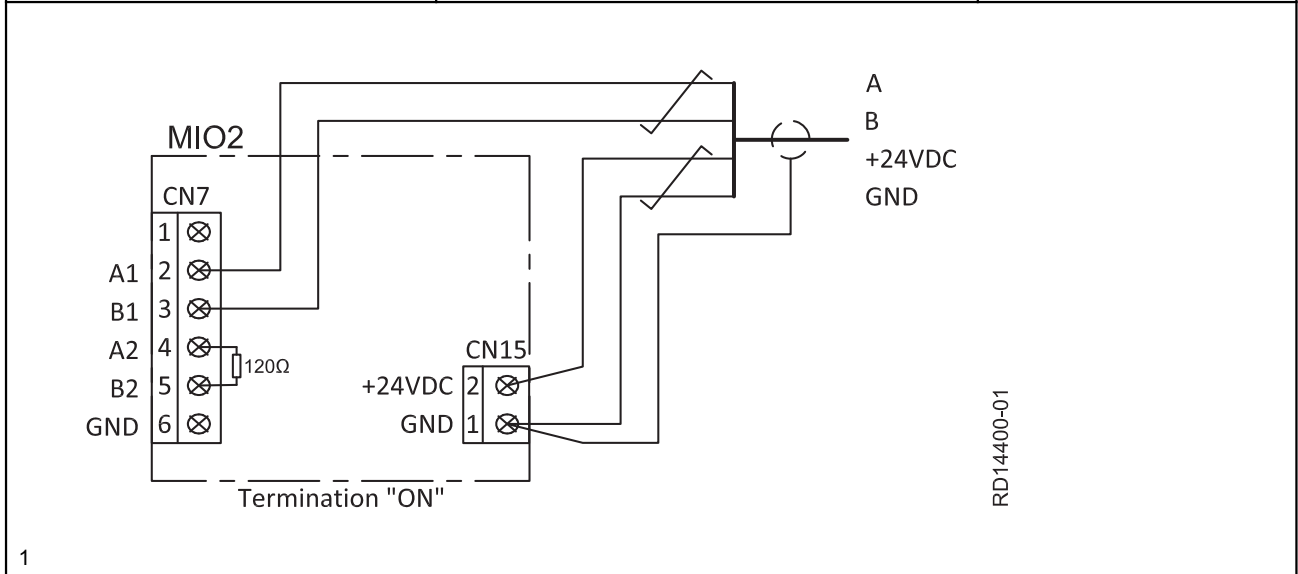 A
B
MIO2
+24VDC
CN7
GND
1
A1 2
B1 3
A2 4
120Ω
CN15
B2 5
+24VDC 2
GND 6
GND 1
Termination "ON"
RD14400-01
1